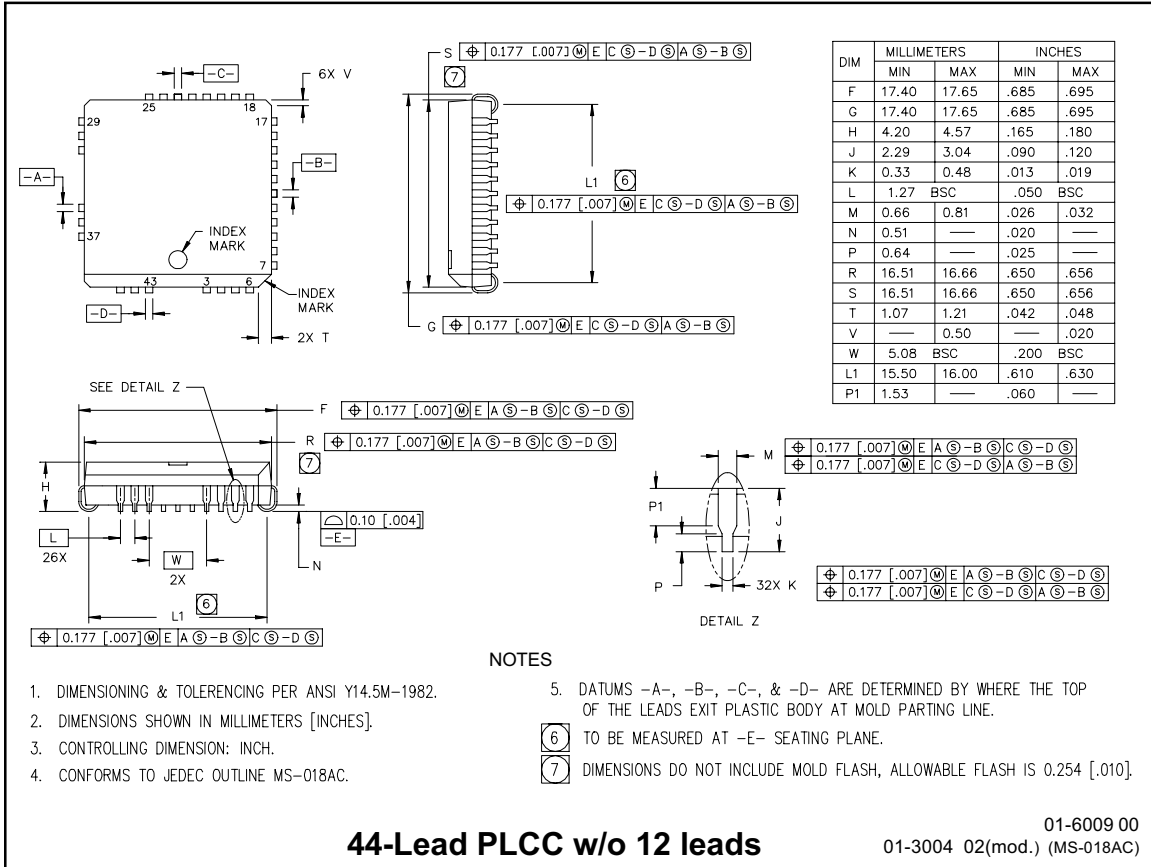 -C-
6X V
25
18
29
17
-B-
-A-
37
INDEX
MARK
7
43
3
6
INDEX
MARK
-D-
2X T
S ⌖ 0.177 [.007]Ⓜ E C Ⓢ-D Ⓢ A Ⓢ-B Ⓢ
7
L1 6
⌖ 0.177 [.007]Ⓜ E C Ⓢ-D Ⓢ A Ⓢ-B Ⓢ
G ⌖ 0.177 [.007]Ⓜ E C Ⓢ-D Ⓢ A Ⓢ-B Ⓢ
DIM MILLIMETERS INCHES
MIN MAX MIN MAX
F 17.40 17.65 .685 .695
G 17.40 17.65 .685 .695
H 4.20 4.57 .165 .180
J 2.29 3.04 .090 .120
K 0.33 0.48 .013 .019
L 1.27 BSC .050 BSC
M 0.66 0.81 .026 .032
N 0.51 — .020 —
P 0.64 — .025 —
R 16.51 16.66 .650 .656
S 16.51 16.66 .650 .656
T 1.07 1.21 .042 .048
V — 0.50 — .020
W 5.08 BSC .200 BSC
L1 15.50 16.00 .610 .630
P1 1.53 — .060 —
SEE DETAIL Z
F ⌖ 0.177 [.007]Ⓜ E A Ⓢ-B Ⓢ C Ⓢ-D Ⓢ
R ⌖ 0.177 [.007]Ⓜ E A Ⓢ-B Ⓢ C Ⓢ-D Ⓢ
7
H
⌓ 0.10 [.004]
-E-
L
26X
W
2X
N
6
L1
⌖ 0.177 [.007]Ⓜ E A Ⓢ-B Ⓢ C Ⓢ-D Ⓢ
M ⌖ 0.177 [.007]Ⓜ E A Ⓢ-B Ⓢ C Ⓢ-D Ⓢ
⌖ 0.177 [.007]Ⓜ E C Ⓢ-D Ⓢ A Ⓢ-B Ⓢ
P1
J
P
32X K
⌖ 0.177 [.007]Ⓜ E A Ⓢ-B Ⓢ C Ⓢ-D Ⓢ
⌖ 0.177 [.007]Ⓜ E C Ⓢ-D Ⓢ A Ⓢ-B Ⓢ
DETAIL Z
NOTES
1. DIMENSIONING & TOLERENCING PER ANSI Y14.5M-1982.
2. DIMENSIONS SHOWN IN MILLIMETERS [INCHES].
3. CONTROLLING DIMENSION: INCH.
4. CONFORMS TO JEDEC OUTLINE MS-018AC.
5. DATUMS -A-, -B-, -C-, & -D- ARE DETERMINED BY WHERE THE TOP
OF THE LEADS EXIT PLASTIC BODY AT MOLD PARTING LINE.
6 TO BE MEASURED AT -E- SEATING PLANE.
7 DIMENSIONS DO NOT INCLUDE MOLD FLASH, ALLOWABLE FLASH IS 0.254 [.010].
44-Lead PLCC w/o 12 leads
01-6009 00
01-3004 02(mod.) (MS-018AC)